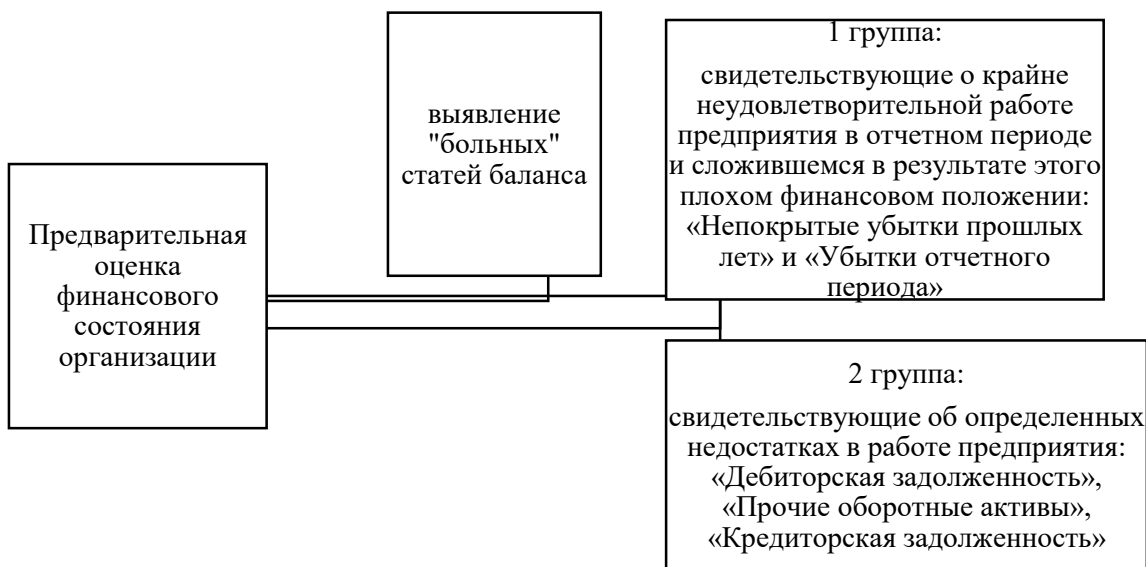 Предварительная
оценка
финансового
состояния
организации
выявление
"больных"
статей баланса
1 группа:
свидетельствующие о крайне
неудовлетворительной работе
предприятия в отчетном периоде
и сложившемся в результате этого
плохом финансовом положении:
«Непокрытые убытки прошлых
лет» и «Убытки отчетного
периода»
2 группа:
свидетельствующие об определенных
недостатках в работе предприятия:
«Дебиторская задолженность»,
«Прочие оборотные активы»,
«Кредиторская задолженность»